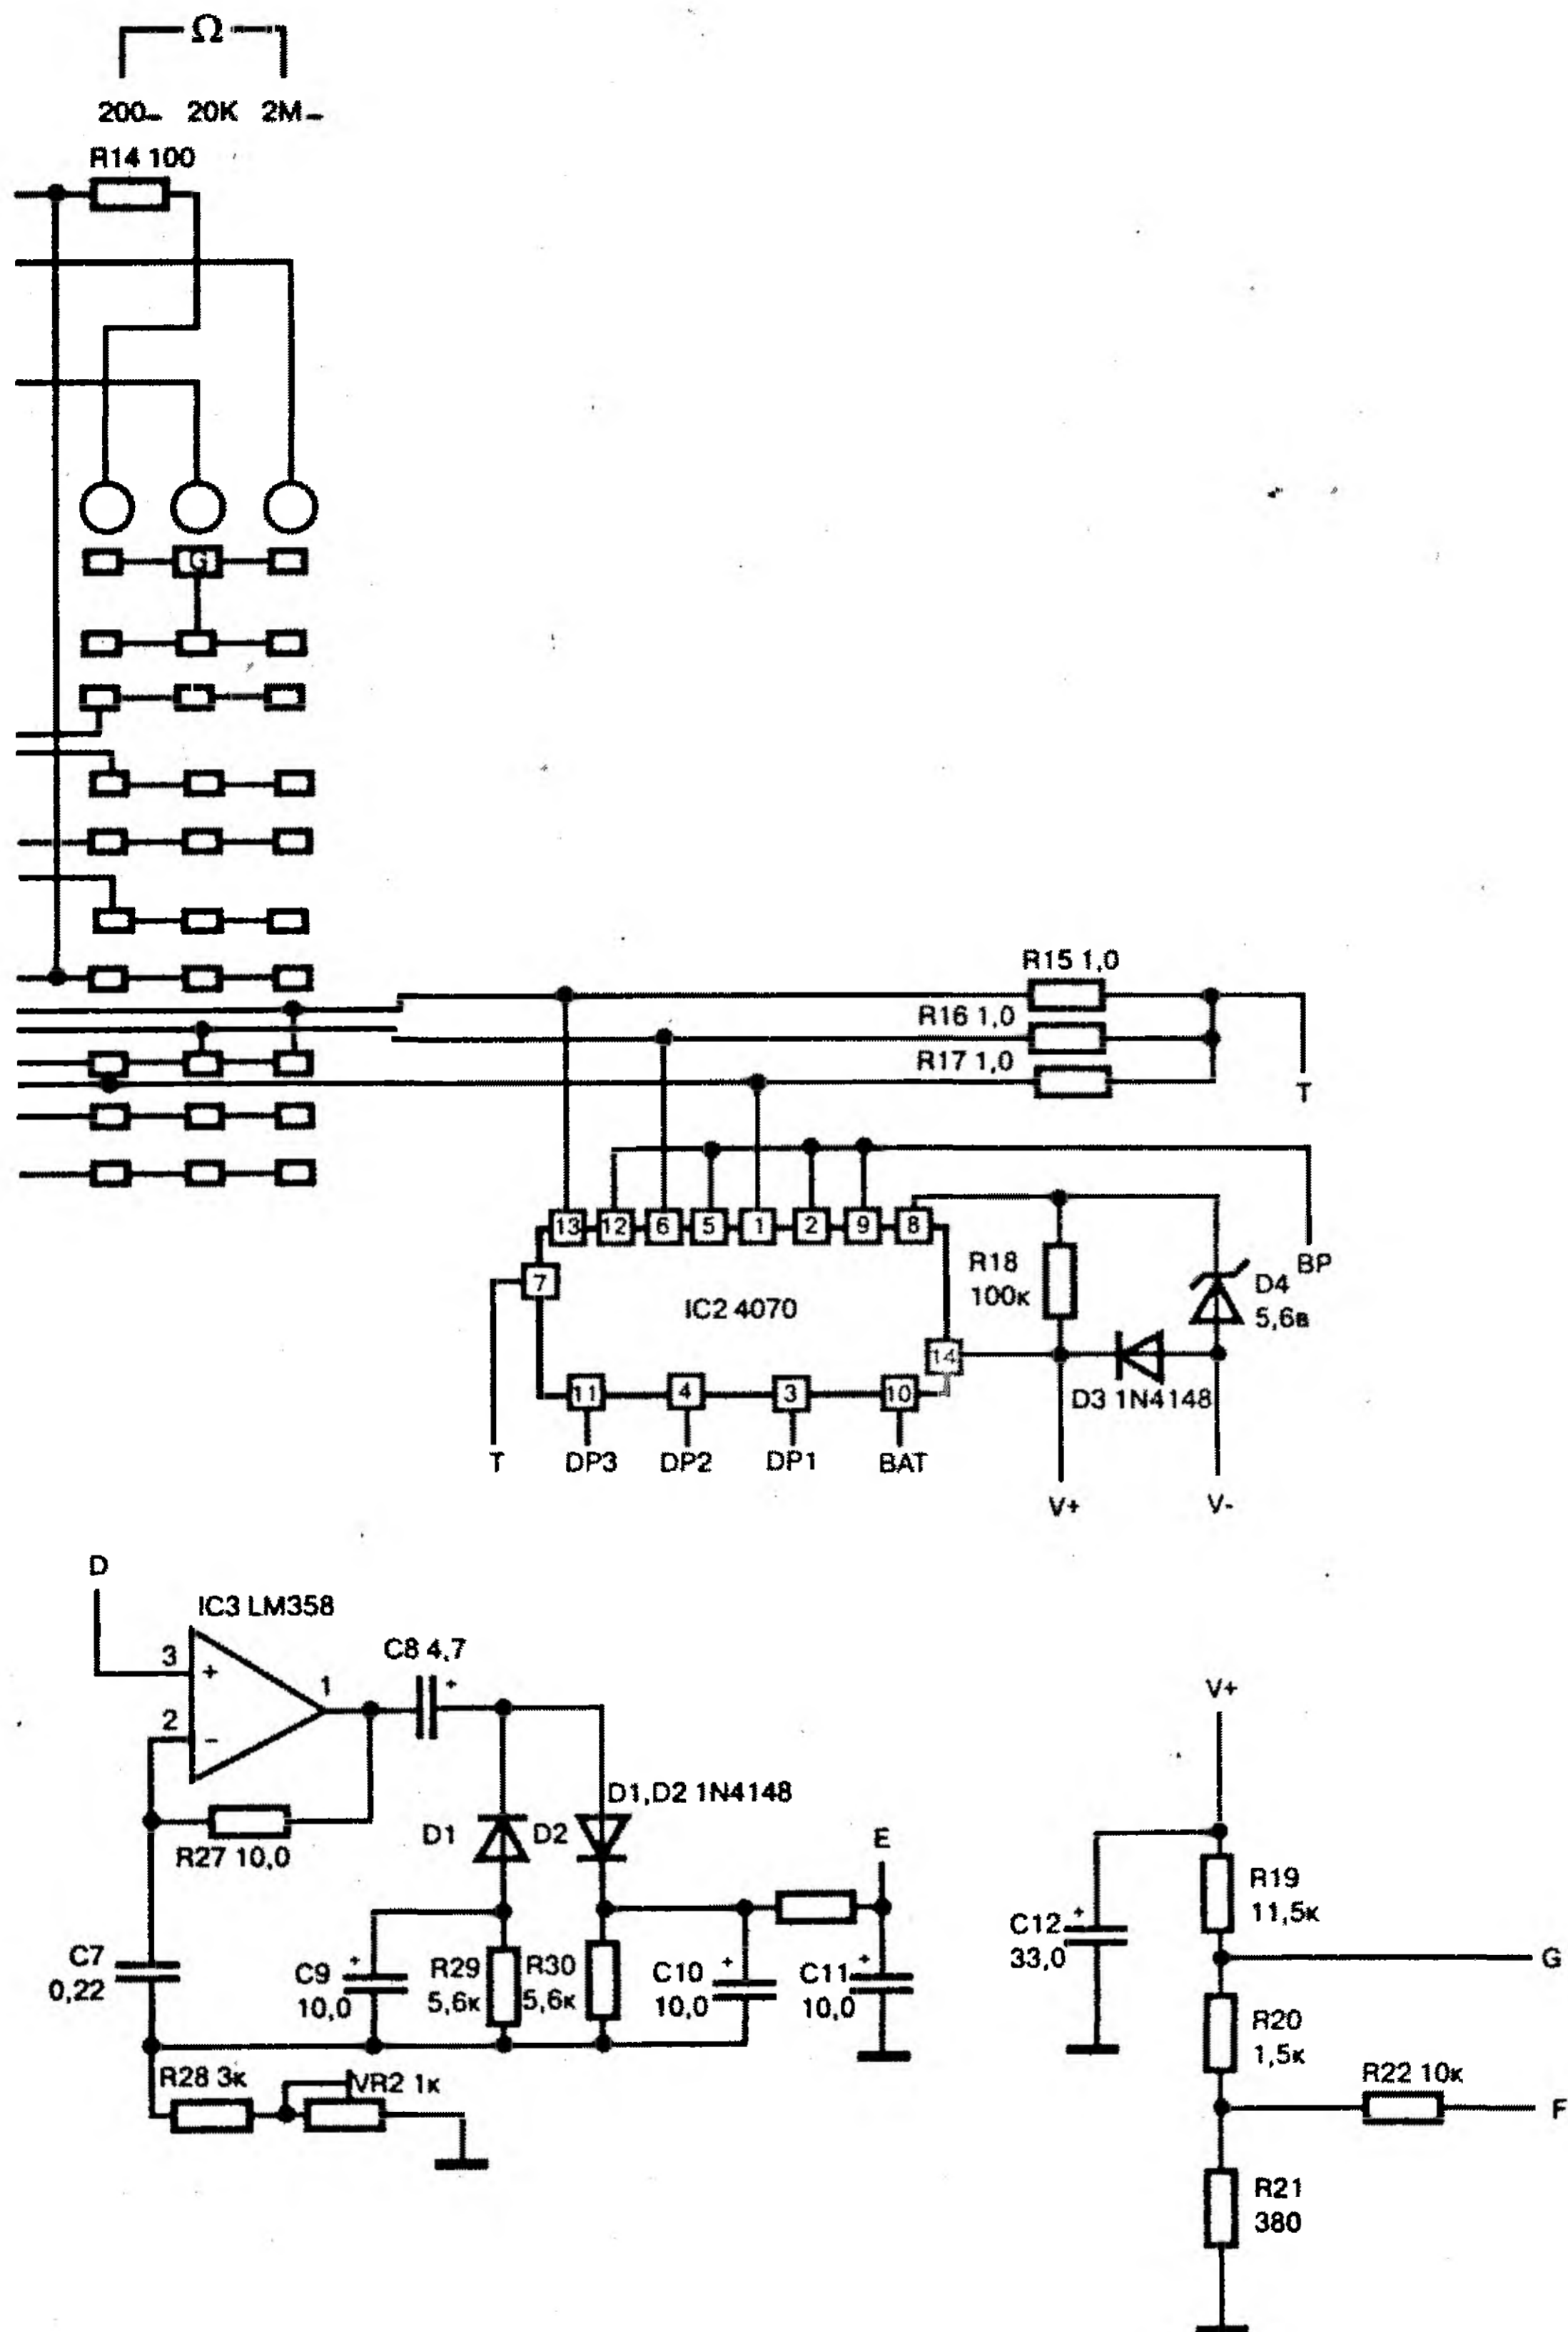 Ω
200 20K 2M
R14 100
G
R15 1,0
R16 1,0
R17 1,0
T
13 12 6 5 1 2 9 8
7
IC2 4070
14
R18
100к
BP
D4
5,6в
D3 1N4148
11 4 3 10
T DP3 DP2 DP1 BAT
V+ V-
D
IC3 LM358
3 +
2 -
1
C8 4,7
+
R27 10,0
D1,D2 1N4148
D1 D2
E
C7
0,22
C9
10,0
+
R29
5,6к
R30
5,6к
C10
10,0
+
C11
10,0
+
R28 3к
VR2 1к
V+
R19
11,5к
C12
33,0
+
G
R20
1,5к
R22 10к
F
R21
380